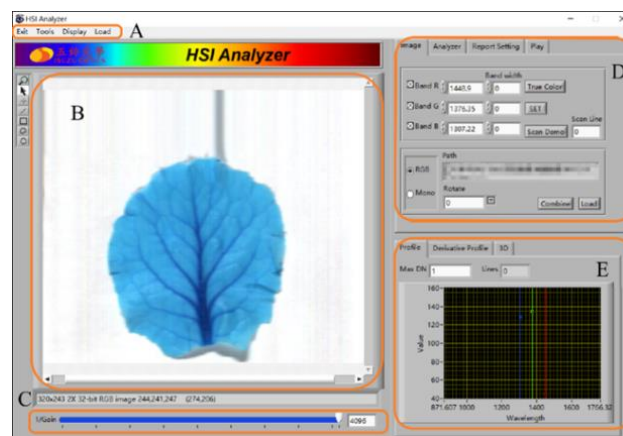 HSI Analyzer
Exit Tools Display Load
A
HSI Analyzer
Image Analyzer Report Setting Play
D
B
Band width
Band R 1448.9 0 True Color
Band G 1376.35 0 SET
Scan Line
Band B 1307.22 0 Scan Demo 0
Path
RGB
Mono
Rotate
0
Combine Load
Profile Derivative Profile 3D
E
Max DN 1 Lines 0
160
140
120
100
80
60
40
Value
871.607 1000 1200 1400 1600 1756.32
Wavelength
C
320x243 2X 32-bit RGB image 244,241,247 (274,206)
1/Gain 4095